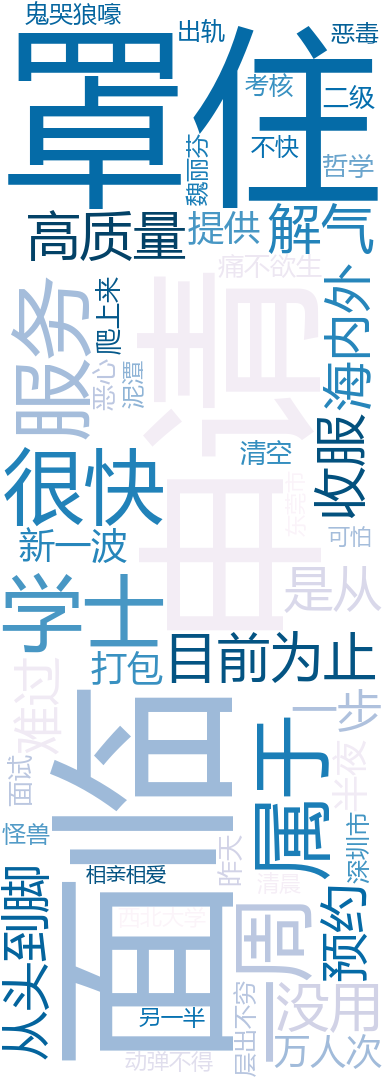 鬼哭狼嚎
出轨
恶毒
罩住
考核
二级
魏丽芬
不快
哲学
高质量
提供
解气
痛不欲生
服务
爬上来
申请
海内外
恶心
泥潭
收服
很快
清空
东莞市
新一波
可怕
学士
是从
打包
目前为止
难过
面临
一步
属于
半夜
面试
怪兽
昨天
深圳市
从头到脚
相亲相爱
清晨
预约
西北大学
一周
没用
层出不穷
另一半
万人次
动弹不得